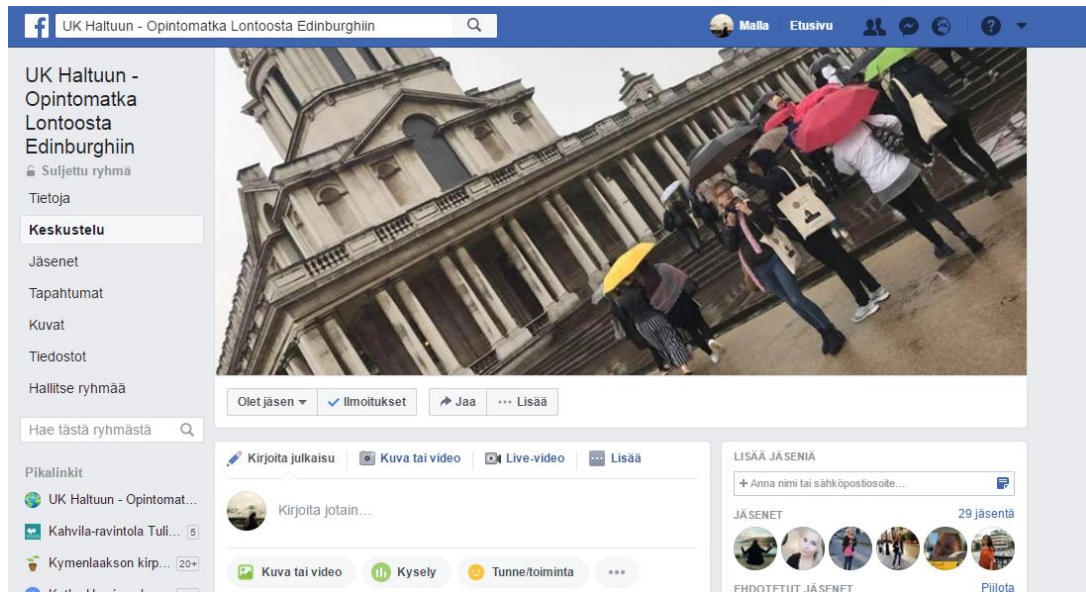 UK Haltuun - Opintomatka Lontoosta Edinburghiin
Malla
Etusivu
UK Haltuun -
Opintomatka
Lontoosta
Edinburghiin
Suljettu ryhmä
Tietoja
Keskustelu
Jäsenet
Tapahtumat
Kuvat
Tiedostot
Hallitse ryhmää
Hae tästä ryhmästä
Pikalinkit
UK Haltuun - Opintomat...
Kahvila-ravintola Tuli... 5
Kymenlaakson kirp... 20+
Olet jäsen
Ilmoitukset
Jaa
Lisää
Kirjoita julkaisu
Kuva tai video
Live-video
Lisää
Kirjoita jotain...
Kuva tai video
Kysely
Tunne/toiminta
LISÄÄ JÄSENIÄ
+ Anna nimi tai sähköpostiosoite...
JÄSENET 29 jäsentä
EHDOTETUT JÄSENET Piilota